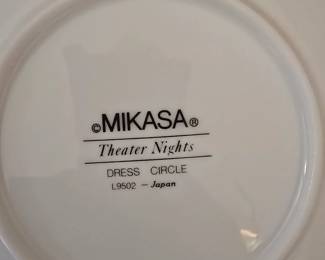 ©MIKASA®
Theater Nights
DRESS CIRCLE
L9502 – Japan